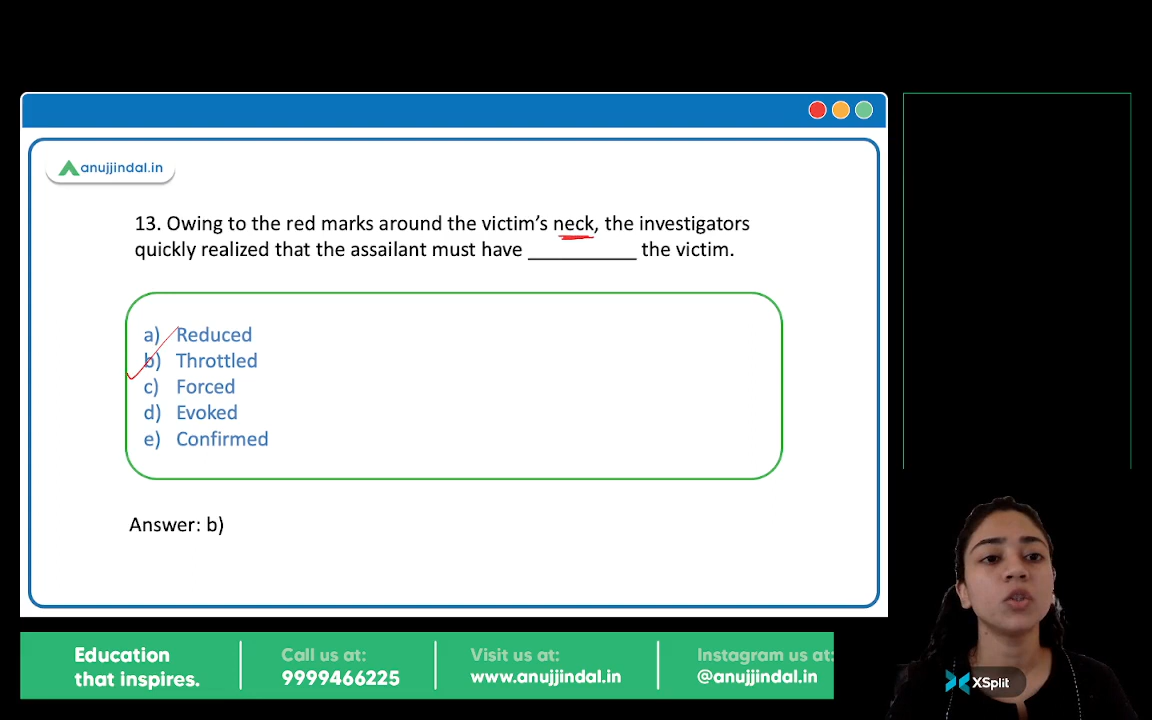 anujjindal.in
13. Owing to the red marks around the victim's neck, the investigators
quickly realized that the assailant must have __________ the victim.
a) Reduced
b) Throttled
c) Forced
d) Evoked
e) Confirmed
Answer: b)
Education
that inspires.
Call us at:
9999466225
Visit us at:
www.anujjindal.in
Instagram us at:
@anujjindal.in
XSplit